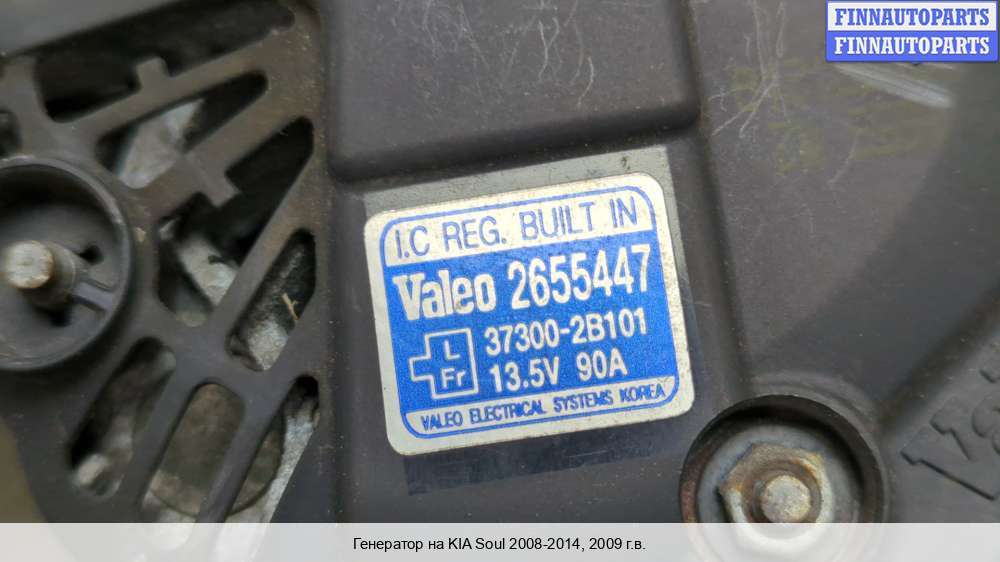 FINNAUTOPARTS
FINNAUTOPARTS
I.C REG. BUILT IN
Valeo 2655447
L
Fr
37300-2B101
13.5V 90A
VALEO ELECTRICAL SYSTEMS KOREA
Генератор на KIA Soul 2008-2014, 2009 г.в.